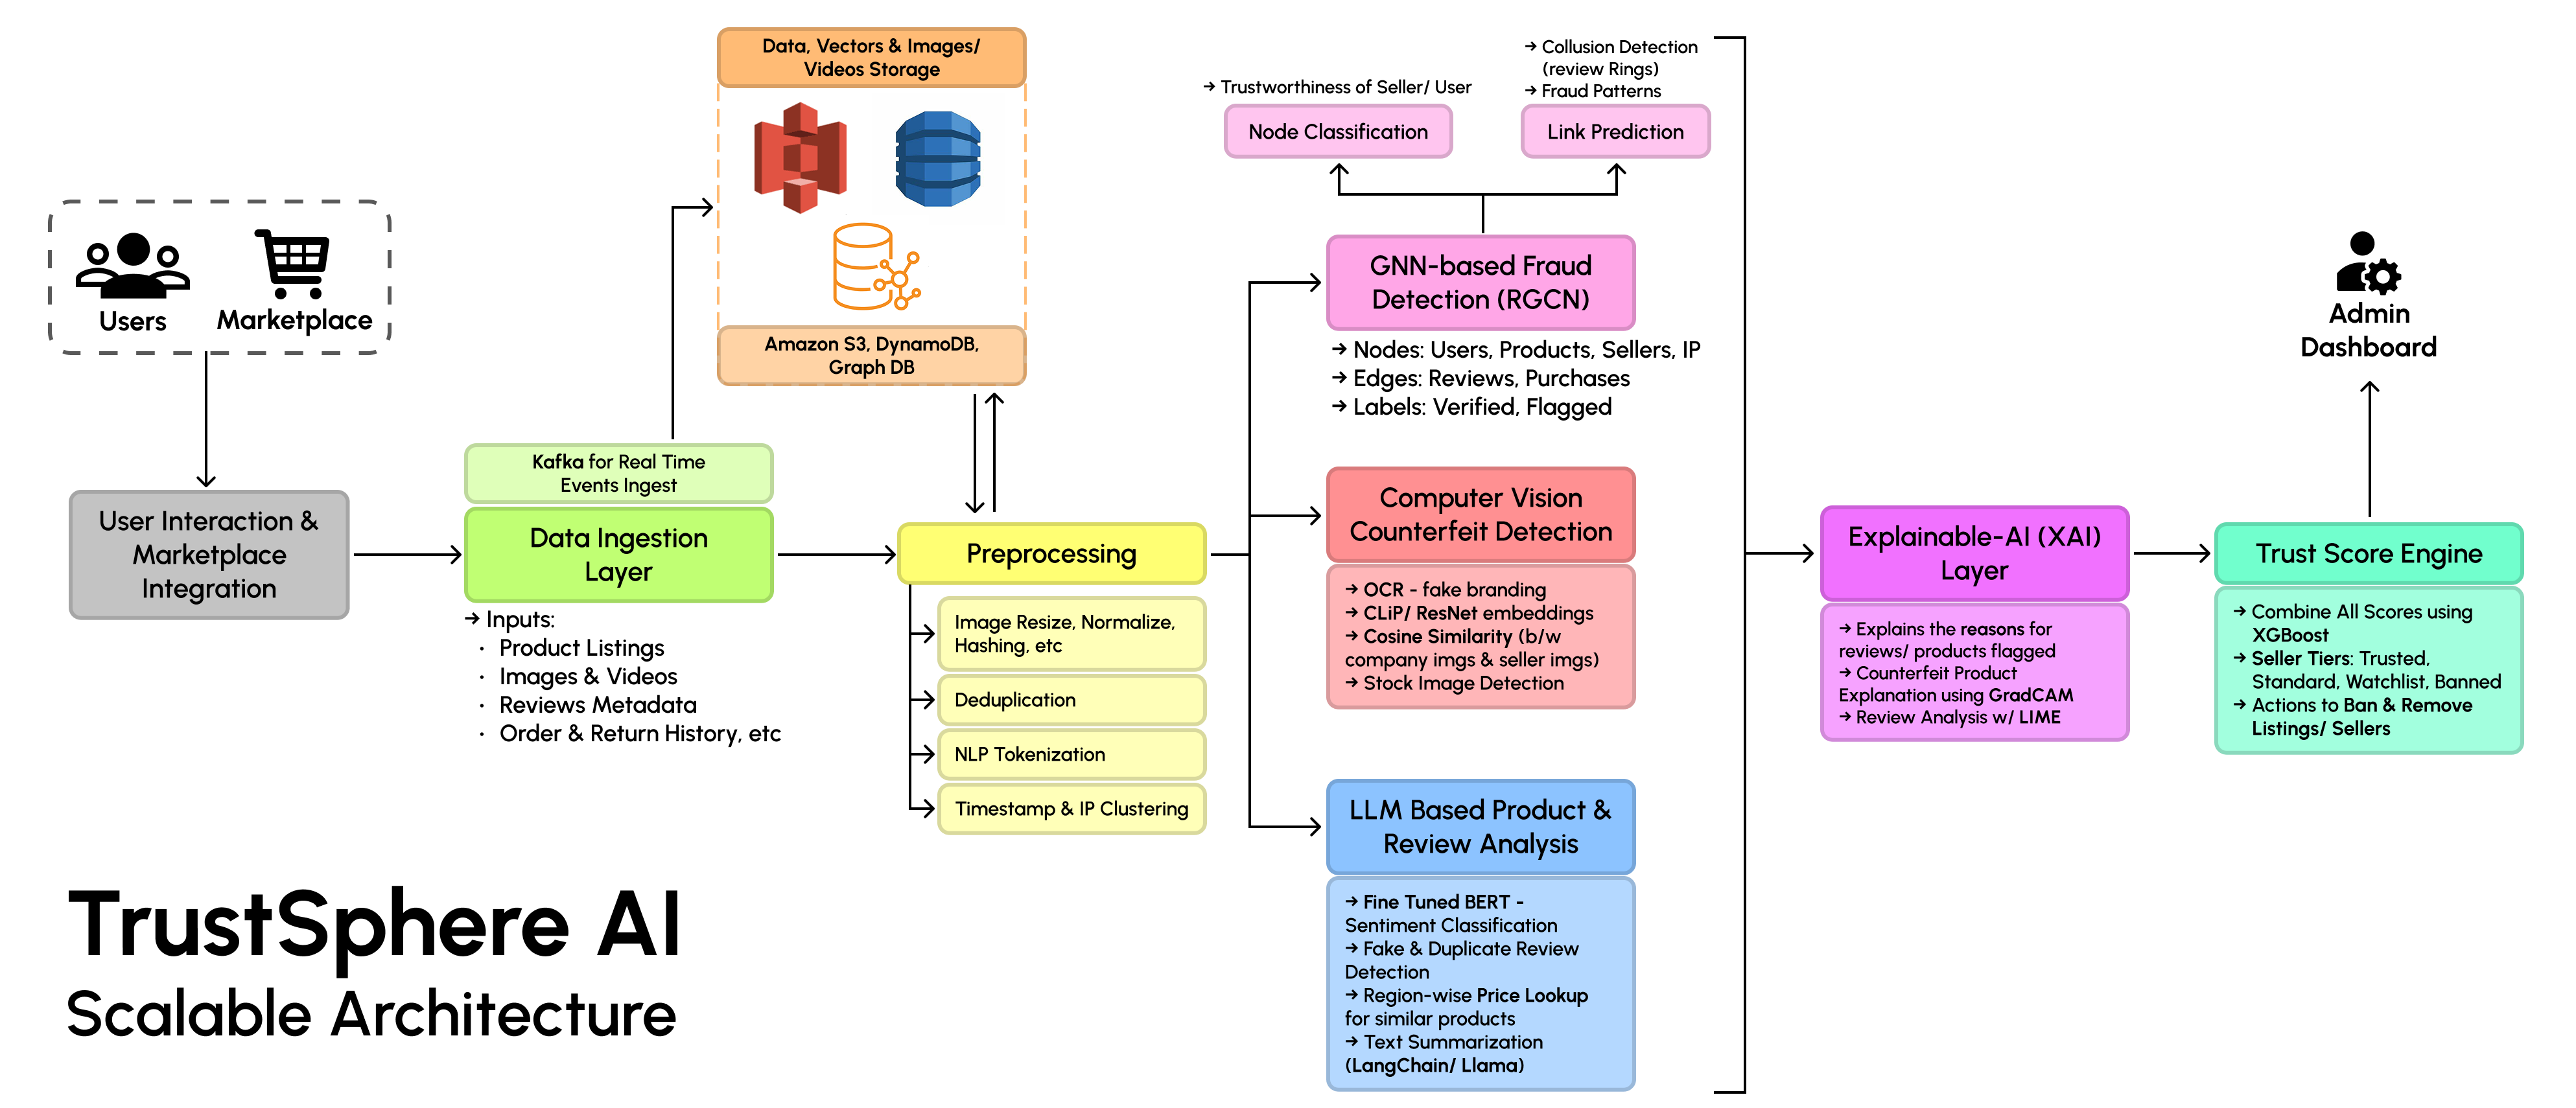 Users
Marketplace
User Interaction &
Marketplace
Integration
Kafka for Real Time
Events Ingest
Data Ingestion
Layer
→ Inputs:
· Product Listings
· Images & Videos
· Reviews Metadata
· Order & Return History, etc
Data, Vectors & Images/
Videos Storage
Amazon S3, DynamoDB,
Graph DB
Preprocessing
Image Resize, Normalize,
Hashing, etc
Deduplication
NLP Tokenization
Timestamp & IP Clustering
→ Trustworthiness of Seller/ User
Node Classification
→ Collusion Detection
(review Rings)
→ Fraud Patterns
Link Prediction
GNN-based Fraud
Detection (RGCN)
→ Nodes: Users, Products, Sellers, IP
→ Edges: Reviews, Purchases
→ Labels: Verified, Flagged
Computer Vision
Counterfeit Detection
→ OCR - fake branding
→ CLiP/ ResNet embeddings
→ Cosine Similarity (b/w
company imgs & seller imgs)
→ Stock Image Detection
LLM Based Product &
Review Analysis
→ Fine Tuned BERT -
Sentiment Classification
→ Fake & Duplicate Review
Detection
→ Region-wise Price Lookup
for similar products
→ Text Summarization
(LangChain/ Llama)
Explainable-AI (XAI)
Layer
→ Explains the reasons for
reviews/ products flagged
→ Counterfeit Product
Explanation using GradCAM
→ Review Analysis w/ LIME
Admin
Dashboard
Trust Score Engine
→ Combine All Scores using
XGBoost
→ Seller Tiers: Trusted,
Standard, Watchlist, Banned
→ Actions to Ban & Remove
Listings/ Sellers
TrustSphere AI
Scalable Architecture